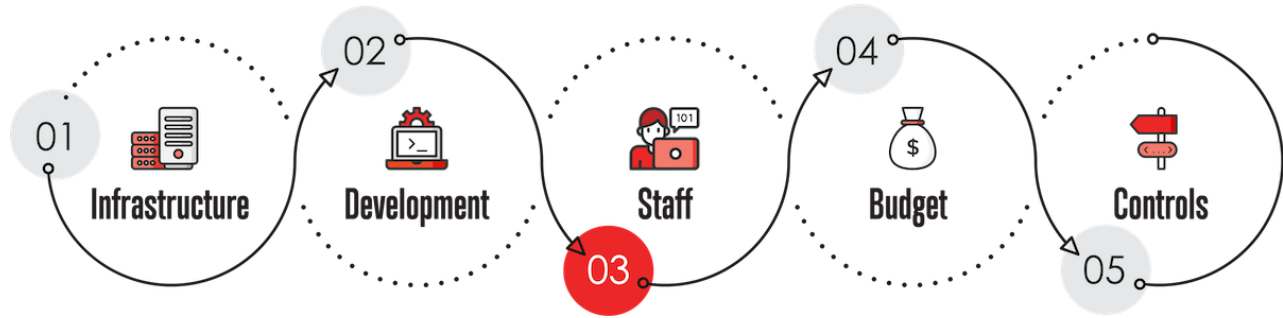 01
Infrastructure
02
>_
Development
101
Staff
03
04
$
Budget
<...>
Controls
05